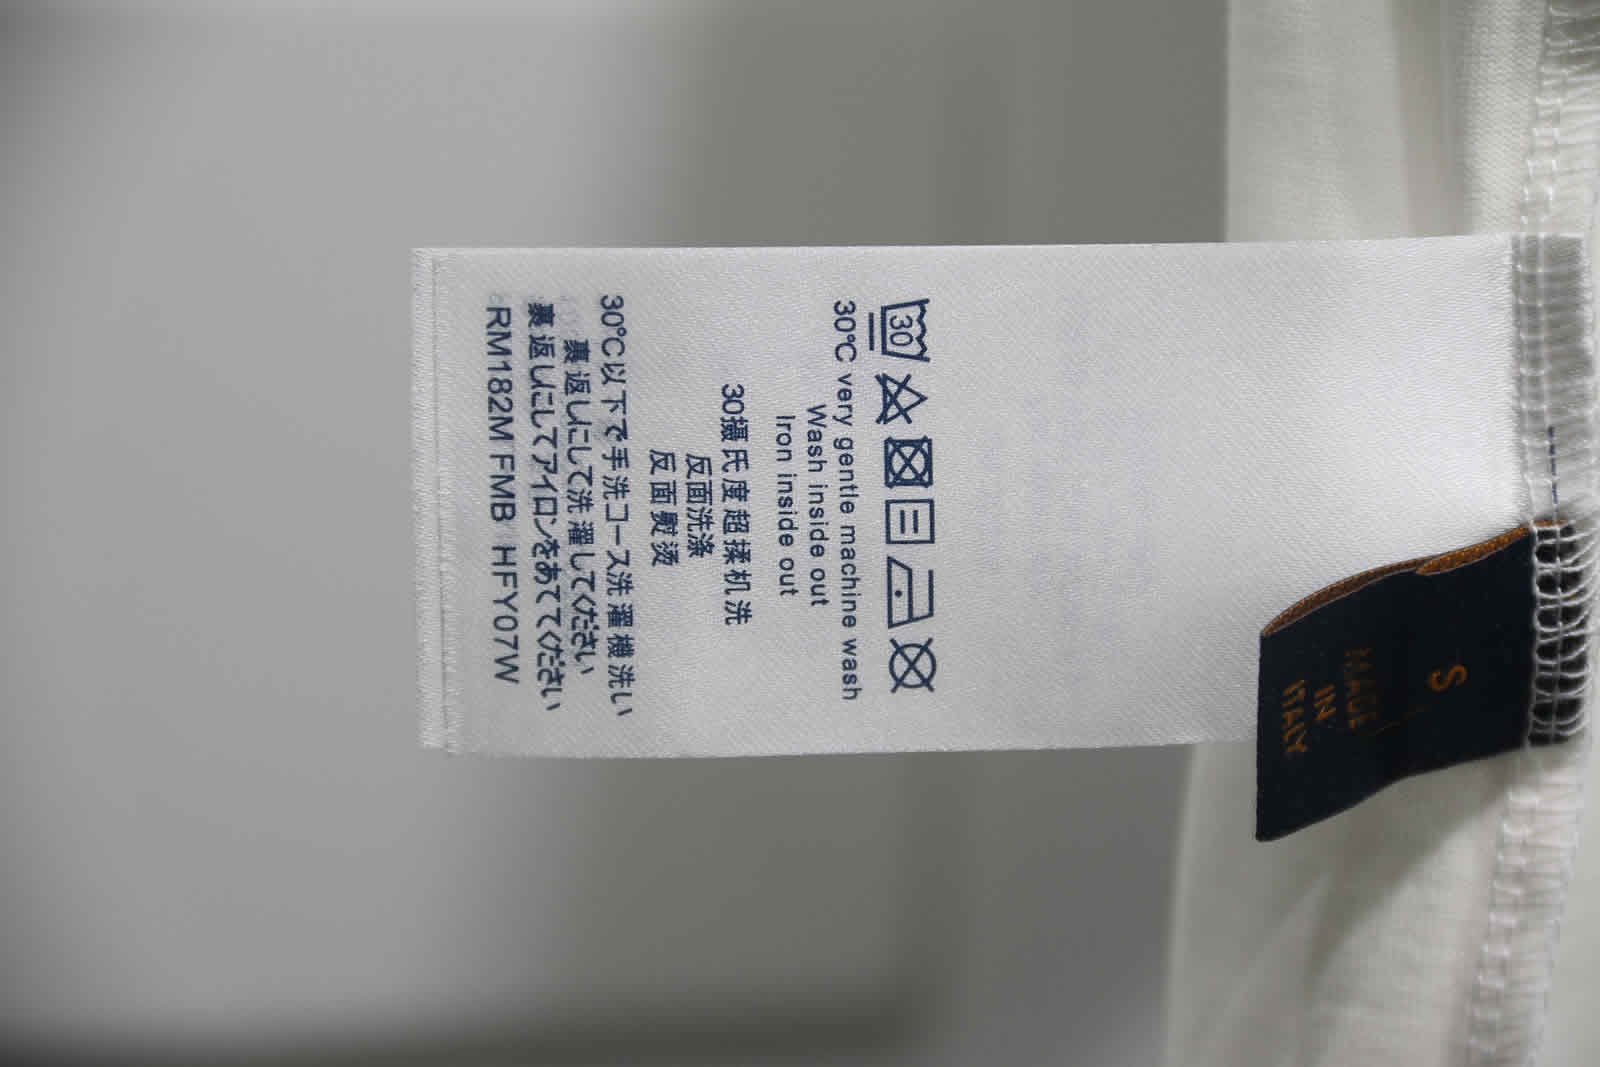 30
30℃ very gentle machine wash
Wash inside out
Iron inside out
30摄氏度超揉机洗
反面洗涤
反面熨烫
30°C以下で手洗コース洗濯機洗い
裏返しにして洗濯してください
裏返しにしてアイロンをあててください
RM182M FMB HFY07W
S
MADE
IN
ITALY